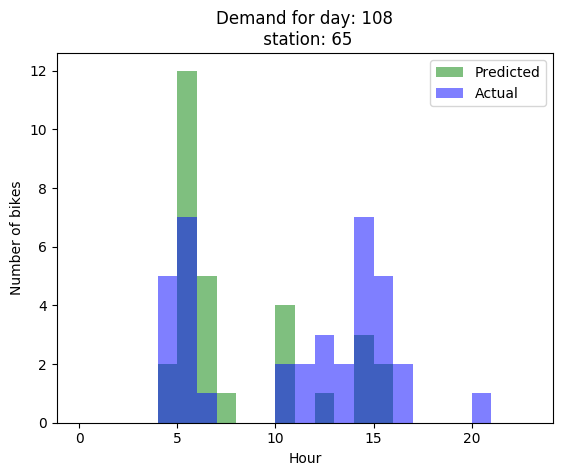 Demand for day: 108
station: 65
Predicted
Actual
12
10
8
6
4
2
0
Number of bikes
0 5 10 15 20
Hour